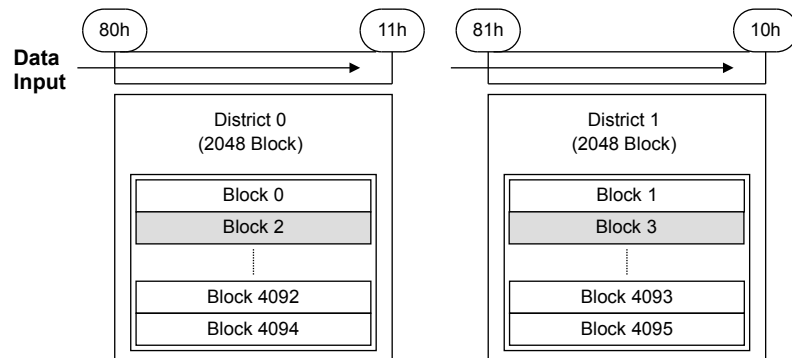 80h 11h 81h 10h
Data
Input
District 0
(2048 Block)
Block 0
Block 2
Block 4092
Block 4094
District 1
(2048 Block)
Block 1
Block 3
Block 4093
Block 4095